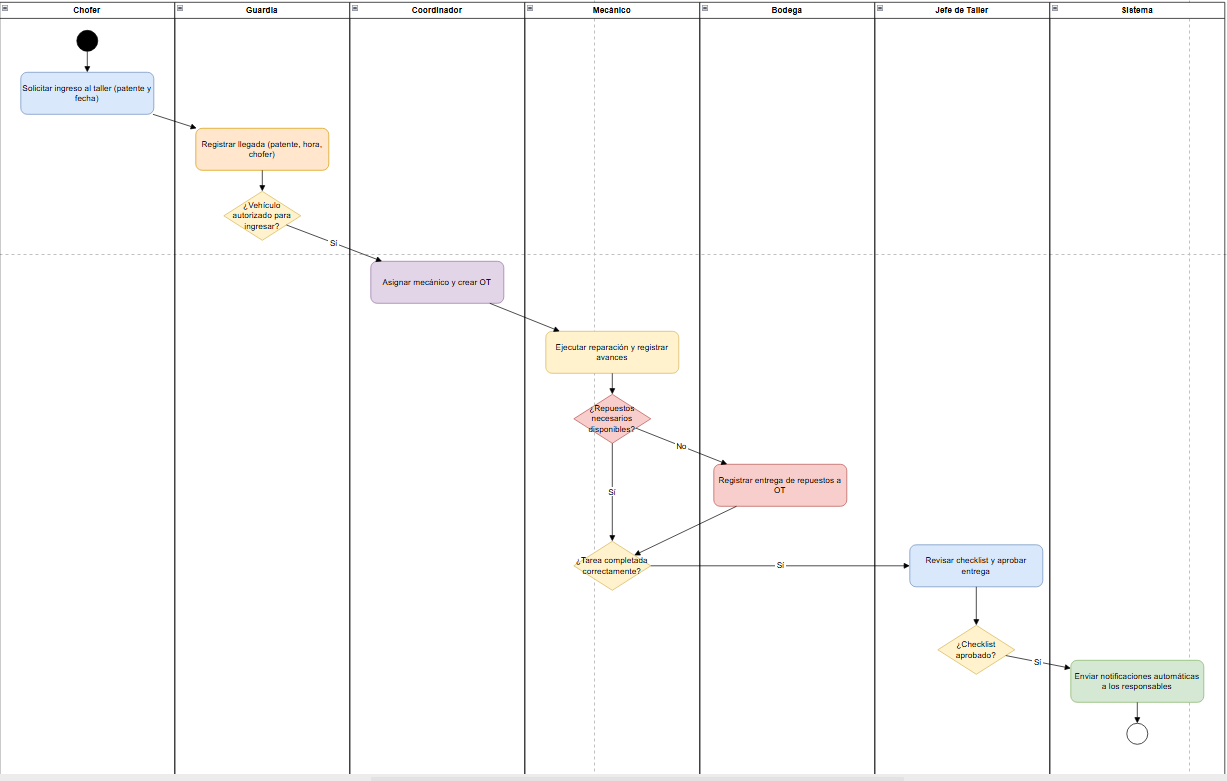 Chofer
Guardia
Coordinador
Mecánico
Bodega
Jefe de Taller
Sistema
Solicitar ingreso al taller (patente y
fecha)
Registrar llegada (patente, hora,
chofer)
¿Vehículo
autorizado para
ingresar?
Sí
Asignar mecánico y crear OT
Ejecutar reparación y registrar
avances
¿Repuestos
necesarios
disponibles?
No
Registrar entrega de repuestos a
OT
Sí
¿Tarea completada
correctamente?
Sí
Revisar checklist y aprobar
entrega
¿Checklist
aprobado?
Sí
Enviar notificaciones automáticas
a los responsables